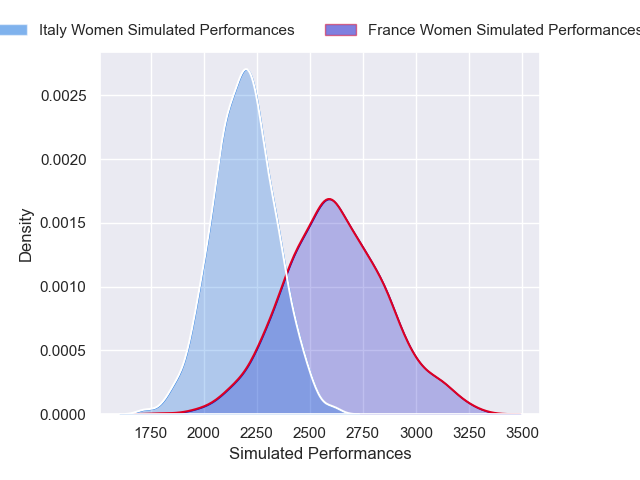 Italy Women Simulated Performances France Women Simulated Performances
0.0025
0.0020
0.0015
0.0010
0.0005
0.0000
Density
1750 2000 2250 2500 2750 3000 3250 3500
Simulated Performances